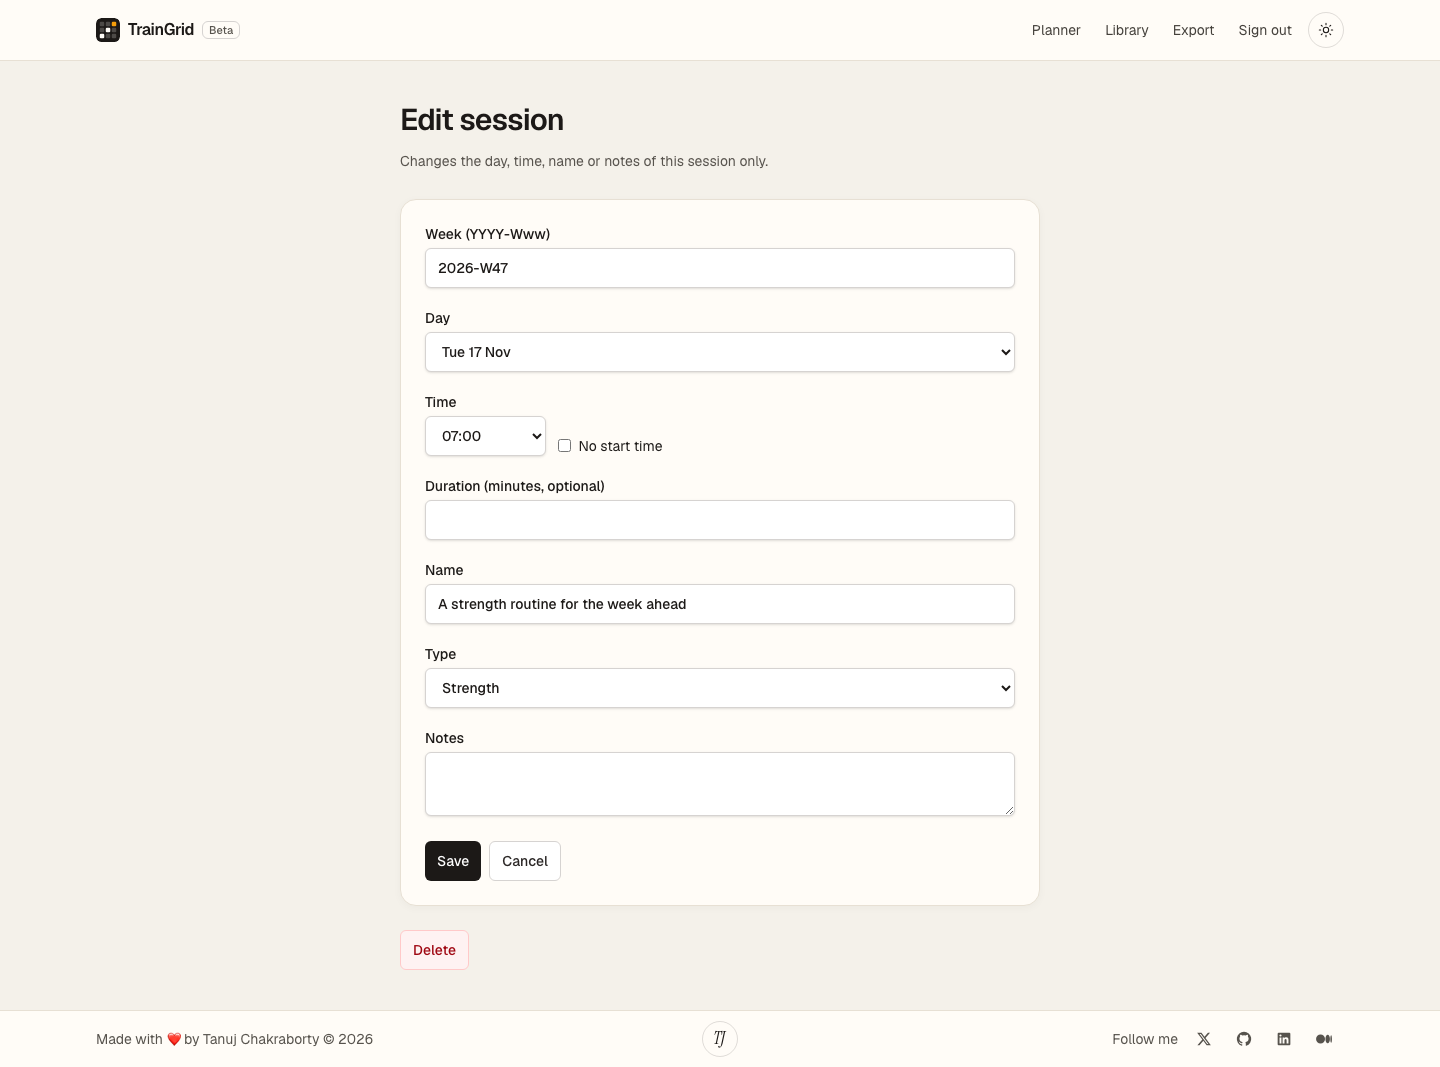 TrainGrid Beta Planner Library Export Sign out
Edit session
Changes the day, time, name or notes of this session only.
Week (YYYY-Www)
2026-W47
Day
Tue 17 Nov
Time
07:00 No start time
Duration (minutes, optional)
Name
A strength routine for the week ahead
Type
Strength
Notes
Save Cancel
Delete
Made with ❤️ by Tanuj Chakraborty © 2026 TJ Follow me